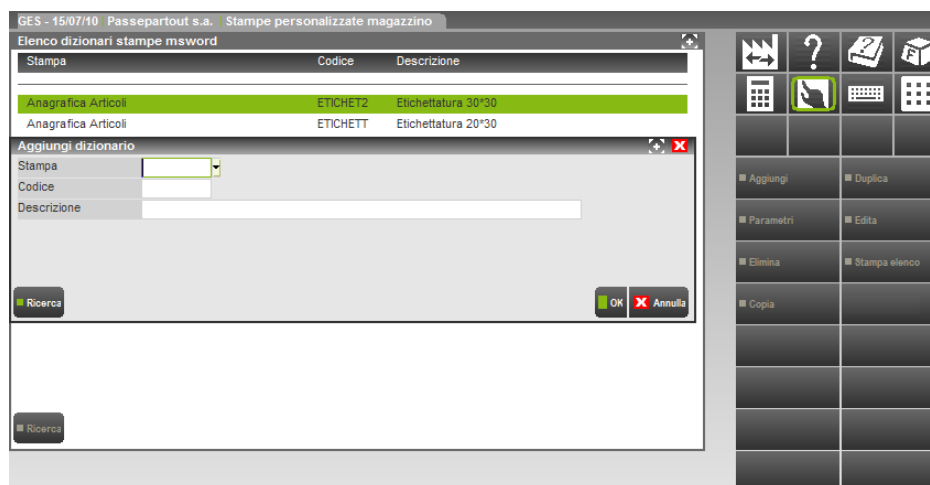 GES - 15/07/10 Passepartout s.a. Stampe personalizzate magazzino
Elenco dizionari stampe msword
Stampa Codice Descrizione
Anagrafica Articoli ETICHET2 Etichettatura 30*30
Anagrafica Articoli ETICHETT Etichettatura 20*30
Aggiungi dizionario
Stampa
Codice
Descrizione
Ricerca OK Annulla
Ricerca
Aggiungi Duplica
Parametri Edita
Elimina Stampa elenco
Copia